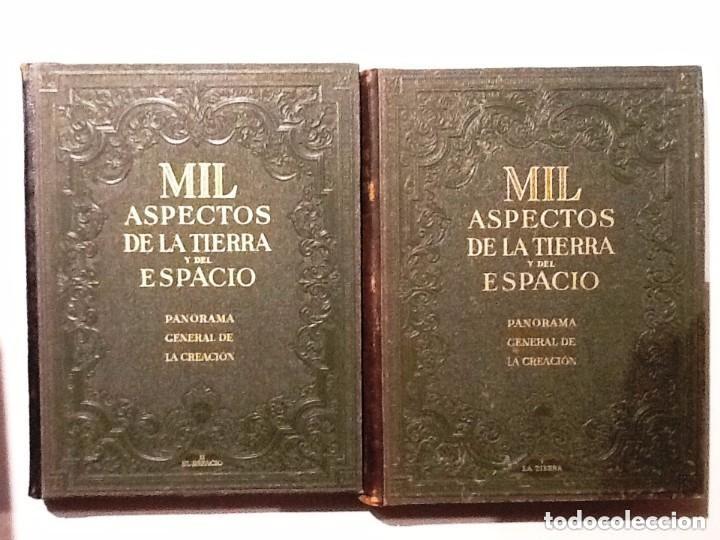 MIL
ASPECTOS
DE LA TIERRA
Y DEL
ESPACIO
PANORAMA
GENERAL DE
LA CREACIÓN
II
EL ESPACIO
MIL
ASPECTOS
DE LA TIERRA
Y DEL
ESPACIO
PANORAMA
GENERAL DE
LA CREACIÓN
I
LA TIERRA
todocoleccion.net